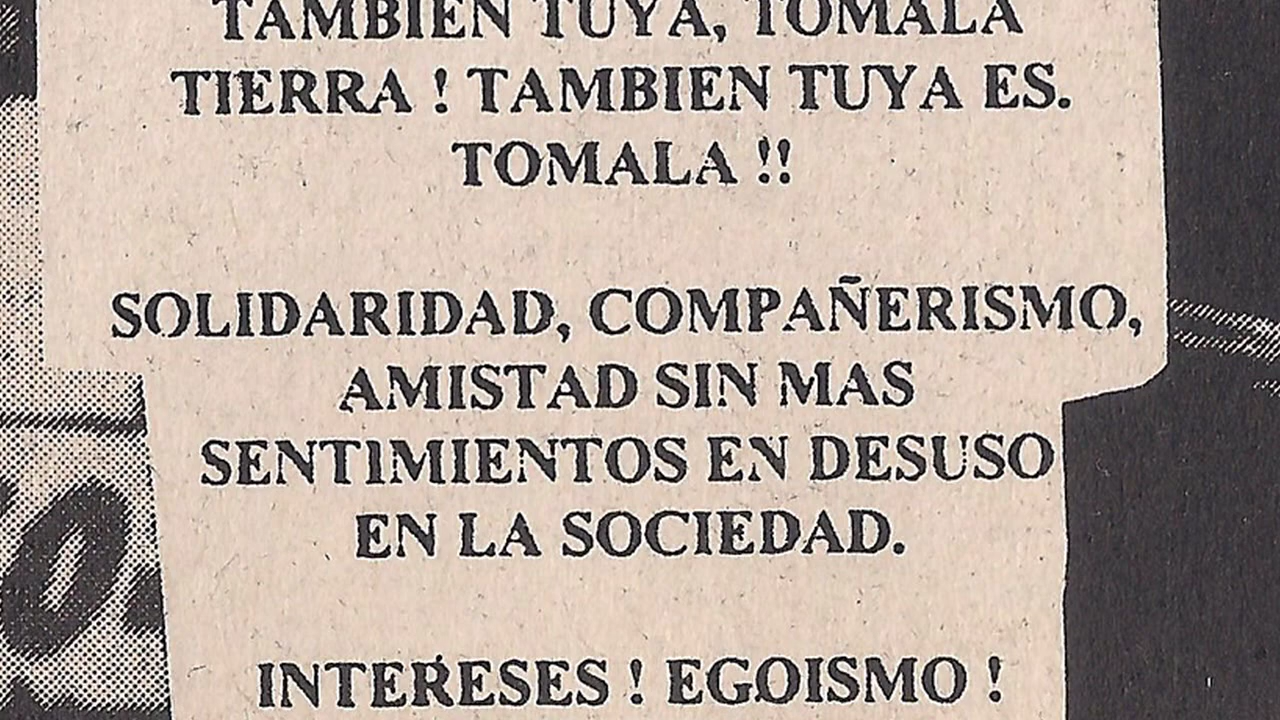 TAMBIEN TUYA, TOMALA
TIERRA ! TAMBIEN TUYA ES.
TOMALA !!
SOLIDARIDAD, COMPAÑERISMO,
AMISTAD SIN MAS
SENTIMIENTOS EN DESUSO
EN LA SOCIEDAD.
INTERESES ! EGOISMO !